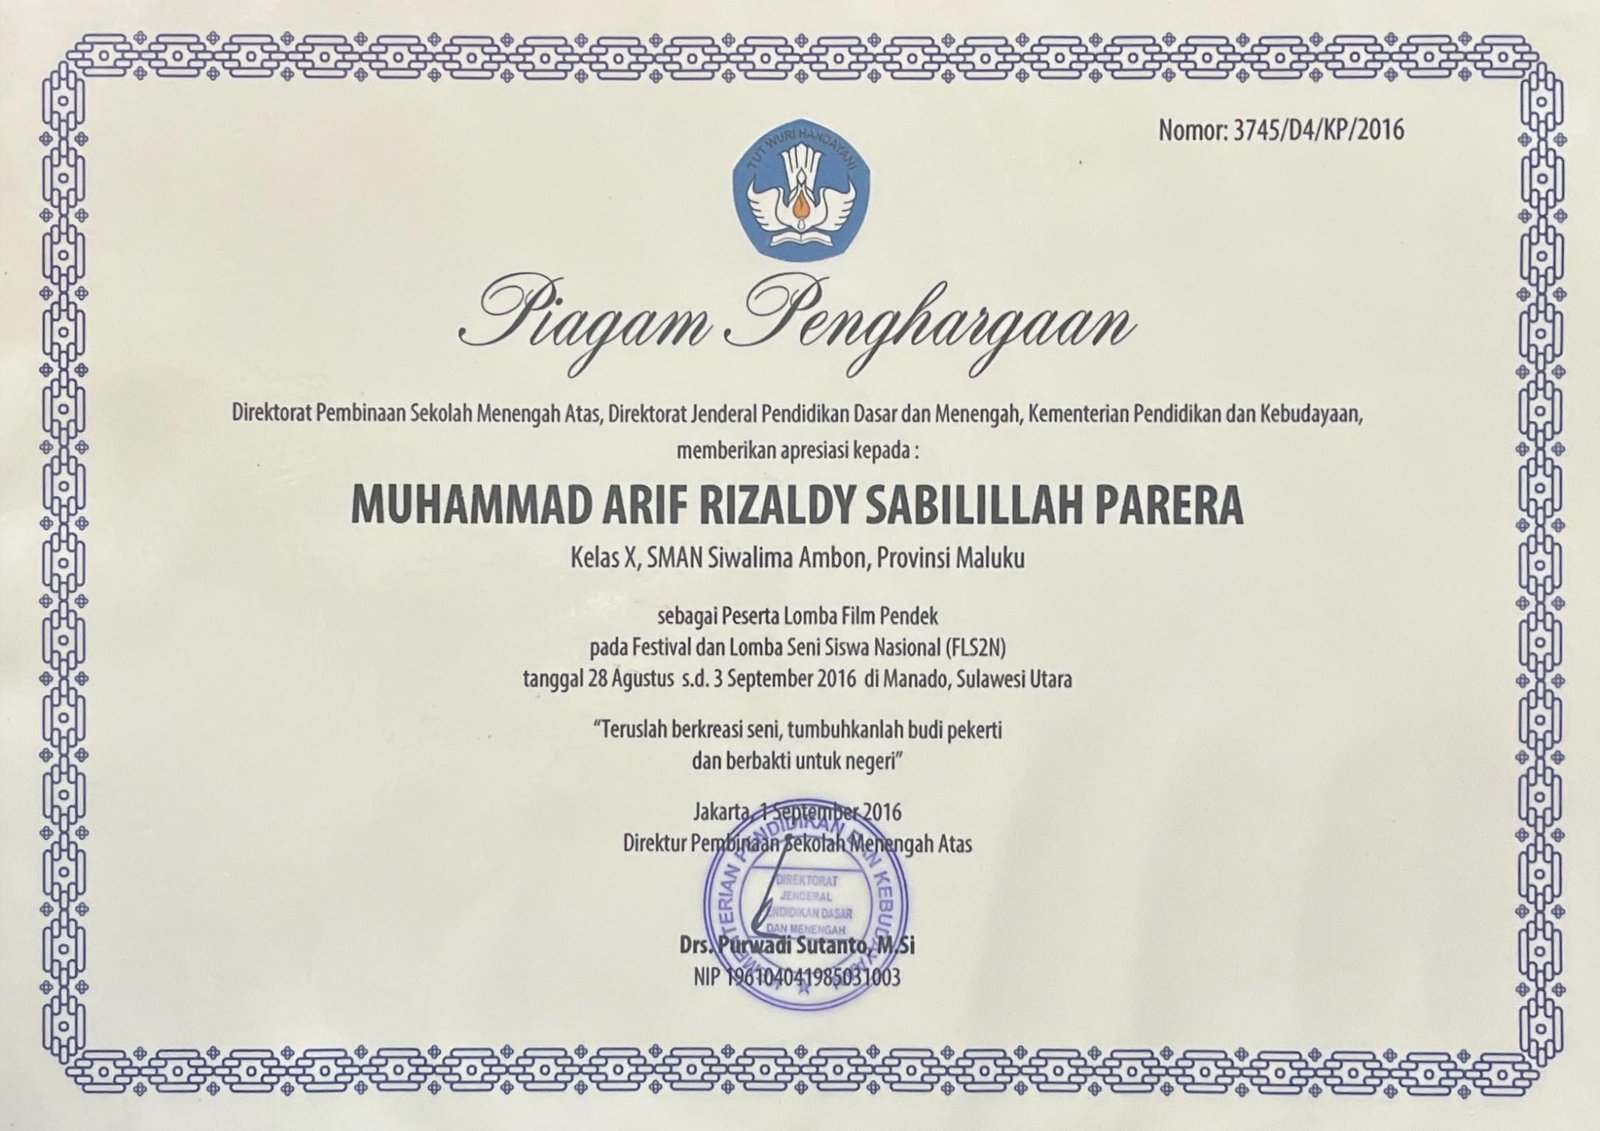 Nomor: 3745/D4/KP/2016
TUT WURI HANDAYANI
Piagam Penghargaan
Direktorat Pembinaan Sekolah Menengah Atas, Direktorat Jenderal Pendidikan Dasar dan Menengah, Kementerian Pendidikan dan Kebudayaan,
memberikan apresiasi kepada :
MUHAMMAD ARIF RIZALDY SABILILLAH PARERA
Kelas X, SMAN Siwalima Ambon, Provinsi Maluku
sebagai Peserta Lomba Film Pendek
pada Festival dan Lomba Seni Siswa Nasional (FLS2N)
tanggal 28 Agustus s.d. 3 September 2016 di Manado, Sulawesi Utara
“Teruslah berkreasi seni, tumbuhkanlah budi pekerti
dan berbakti untuk negeri”
Jakarta, 1 September 2016
Direktur Pembinaan Sekolah Menengah Atas
PENDIDIKAN DAN
DIREKTORAT
JENDERAL
DASAR
DAN MENENGAH
Drs. Purwadi Sutanto, M.Si
NIP 196104041985031003